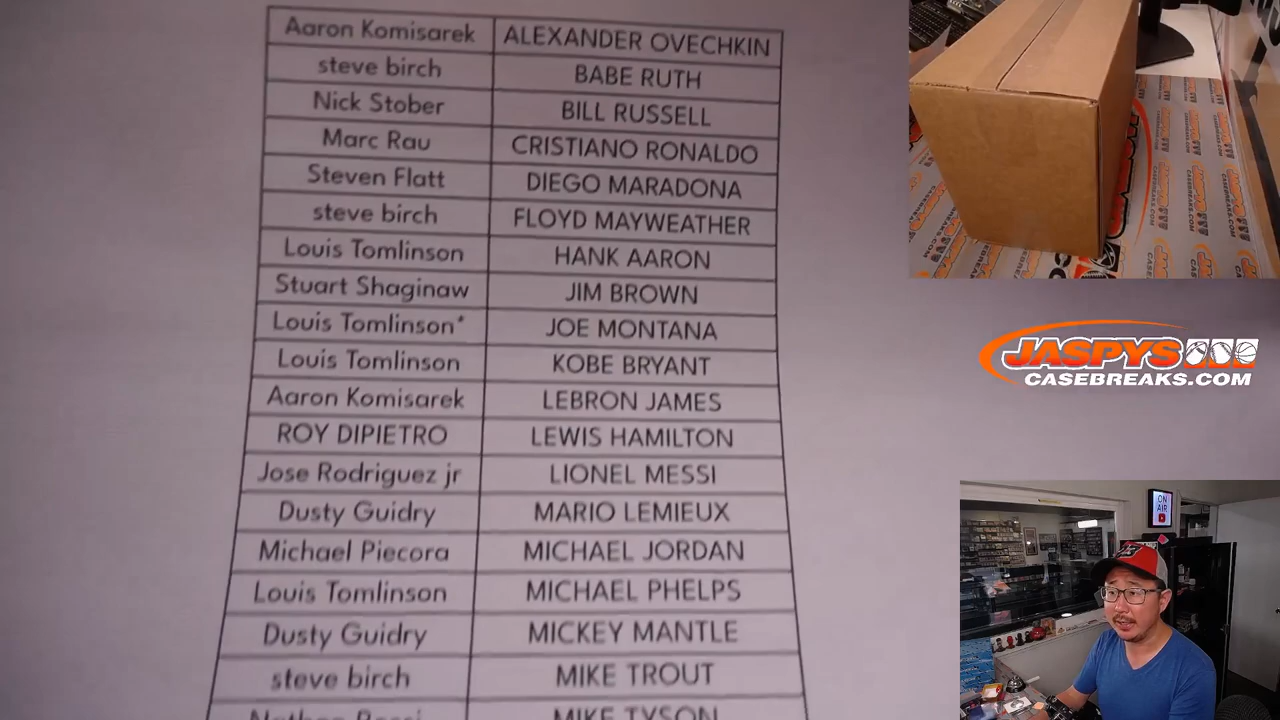 Aaron Komisarek ALEXANDER OVECHKIN
steve birch BABE RUTH
Nick Stober BILL RUSSELL
Marc Rau CRISTIANO RONALDO
Steven Flatt DIEGO MARADONA
steve birch FLOYD MAYWEATHER
Louis Tomlinson HANK AARON
Stuart Shaginaw JIM BROWN
Louis Tomlinson* JOE MONTANA
Louis Tomlinson KOBE BRYANT
Aaron Komisarek LEBRON JAMES
ROY DIPIETRO LEWIS HAMILTON
Jose Rodriguez jr LIONEL MESSI
Dusty Guidry MARIO LEMIEUX
Michael Piecora MICHAEL JORDAN
Louis Tomlinson MICHAEL PHELPS
Dusty Guidry MICKEY MANTLE
steve birch MIKE TROUT
MIKE TYSON
JASPYS
CASEBREAKS.COM
ON
AIR